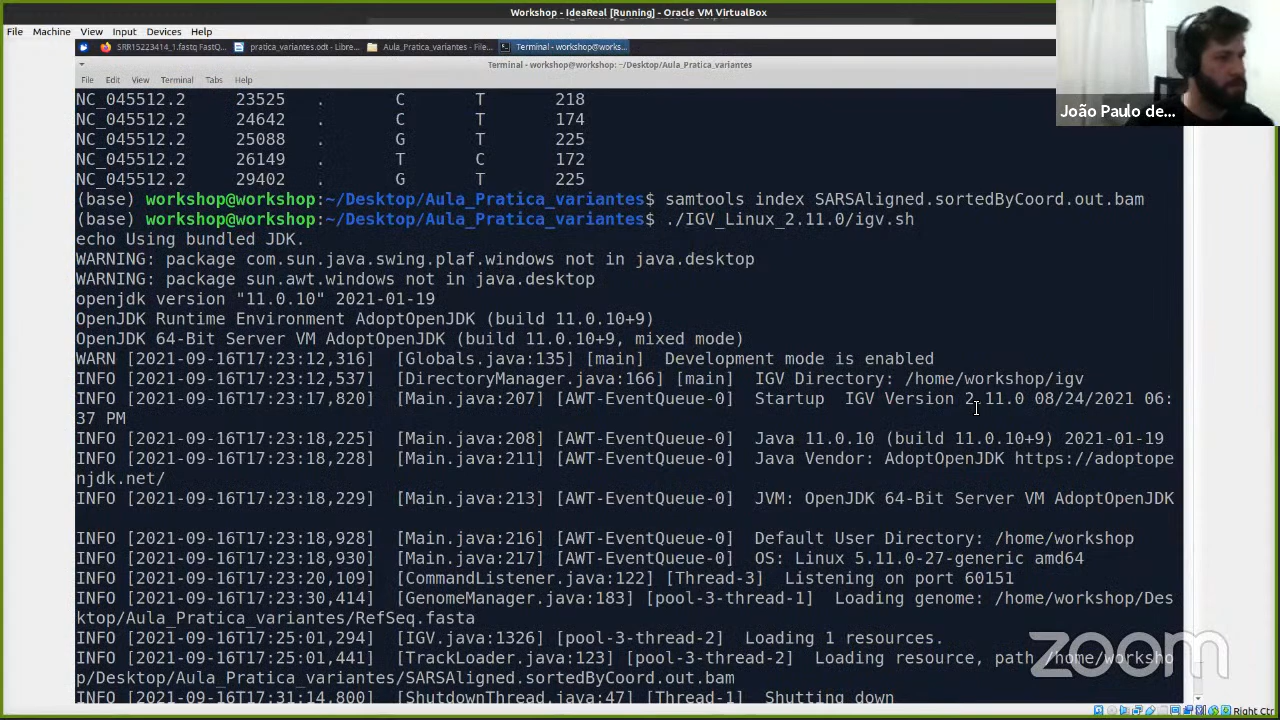 Workshop - IdeaReal [Running] - Oracle VM VirtualBox
File Machine View Input Devices Help
SRR15223414_1.fastq FastQ... pratica_variantes.odt - Libre... Aula_Pratica_variantes - File... Terminal - workshop@works...
Terminal - workshop@workshop: ~/Desktop/Aula_Pratica_variantes
File Edit View Terminal Tabs Help
NC_045512.2 23525 . C T 218
NC_045512.2 24642 . C T 174
NC_045512.2 25088 . G T 225
NC_045512.2 26149 . T C 172
NC_045512.2 29402 . G T 225
(base) workshop@workshop:~/Desktop/Aula_Pratica_variantes$ samtools index SARSAligned.sortedByCoord.out.bam
(base) workshop@workshop:~/Desktop/Aula_Pratica_variantes$ ./IGV_Linux_2.11.0/igv.sh
echo Using bundled JDK.
WARNING: package com.sun.java.swing.plaf.windows not in java.desktop
WARNING: package sun.awt.windows not in java.desktop
openjdk version "11.0.10" 2021-01-19
OpenJDK Runtime Environment AdoptOpenJDK (build 11.0.10+9)
OpenJDK 64-Bit Server VM AdoptOpenJDK (build 11.0.10+9, mixed mode)
WARN [2021-09-16T17:23:12,316] [Globals.java:135] [main] Development mode is enabled
INFO [2021-09-16T17:23:12,537] [DirectoryManager.java:166] [main] IGV Directory: /home/workshop/igv
INFO [2021-09-16T17:23:17,820] [Main.java:207] [AWT-EventQueue-0] Startup IGV Version 2.11.0 08/24/2021 06:
37 PM
INFO [2021-09-16T17:23:18,225] [Main.java:208] [AWT-EventQueue-0] Java 11.0.10 (build 11.0.10+9) 2021-01-19
INFO [2021-09-16T17:23:18,228] [Main.java:211] [AWT-EventQueue-0] Java Vendor: AdoptOpenJDK https://adoptope
njdk.net/
INFO [2021-09-16T17:23:18,229] [Main.java:213] [AWT-EventQueue-0] JVM: OpenJDK 64-Bit Server VM AdoptOpenJDK
INFO [2021-09-16T17:23:18,928] [Main.java:216] [AWT-EventQueue-0] Default User Directory: /home/workshop
INFO [2021-09-16T17:23:18,930] [Main.java:217] [AWT-EventQueue-0] OS: Linux 5.11.0-27-generic amd64
INFO [2021-09-16T17:23:20,109] [CommandListener.java:122] [Thread-3] Listening on port 60151
INFO [2021-09-16T17:23:30,414] [GenomeManager.java:183] [pool-3-thread-1] Loading genome: /home/workshop/Des
ktop/Aula_Pratica_variantes/RefSeq.fasta
INFO [2021-09-16T17:25:01,294] [IGV.java:1326] [pool-3-thread-2] Loading 1 resources.
INFO [2021-09-16T17:25:01,441] [TrackLoader.java:123] [pool-3-thread-2] Loading resource, path /home/worksho
p/Desktop/Aula_Pratica_variantes/SARSAligned.sortedByCoord.out.bam
INFO [2021-09-16T17:31:14,800] [ShutdownThread.java:47] [Thread-1] Shutting down
João Paulo de...
zoom
Right Ctr